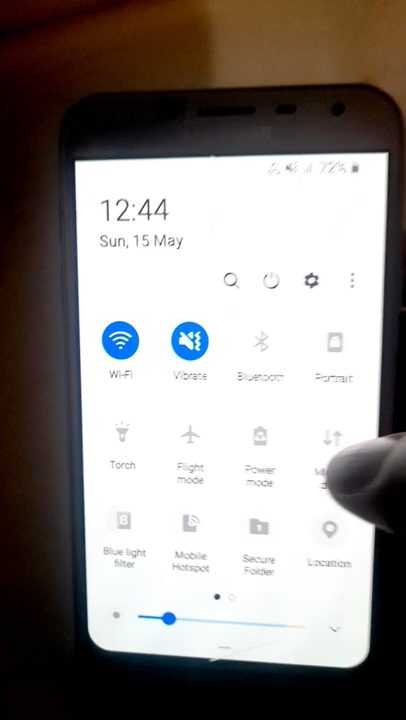 72%
12:44
Sun, 15 May
Wi-Fi
Vibrate
Bluetooth
Portrait
Torch
Flight
mode
Power
mode
B
Blue light
filter
Mobile
Hotspot
Secure
Folder
Location